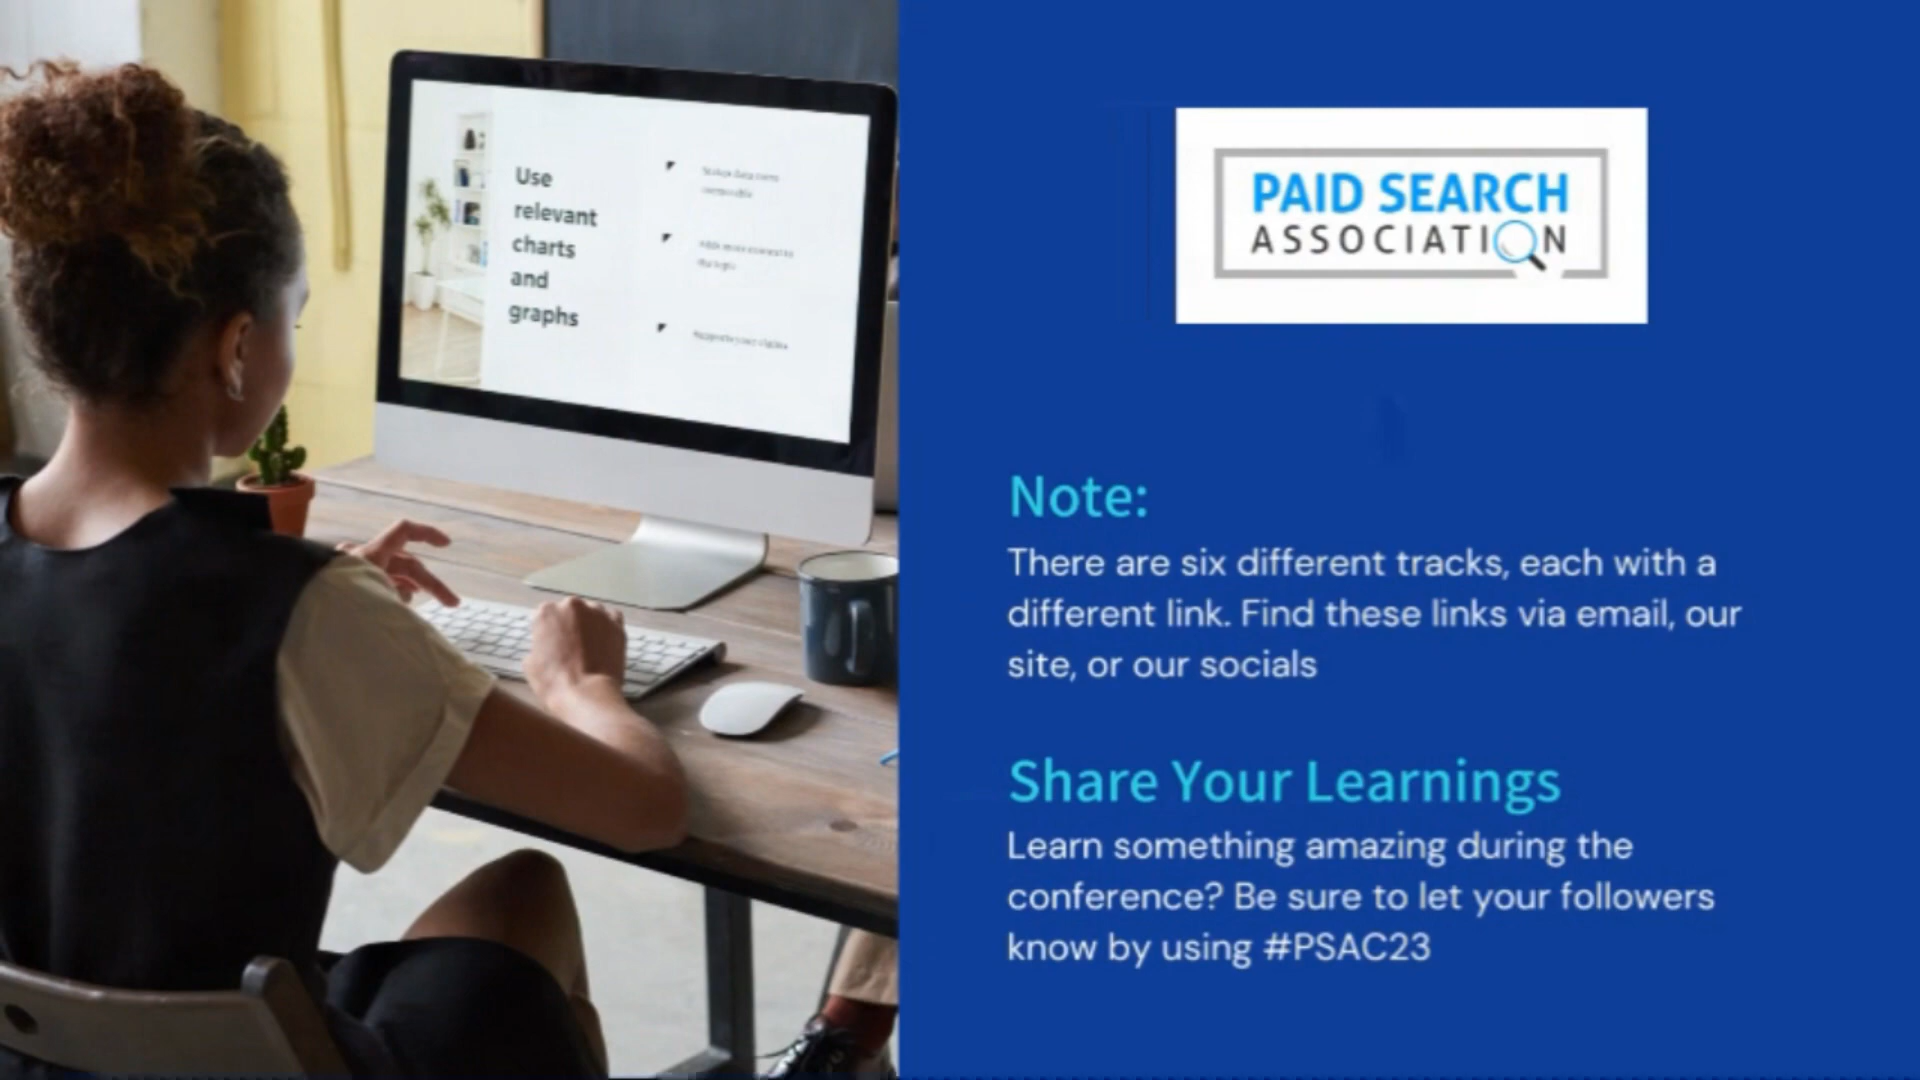 Use
relevant
charts
and
graphs
PAID SEARCH
ASSOCIATION
Note:
There are six different tracks, each with a
different link. Find these links via email, our
site, or our socials
Share Your Learnings
Learn something amazing during the
conference? Be sure to let your followers
know by using #PSAC23